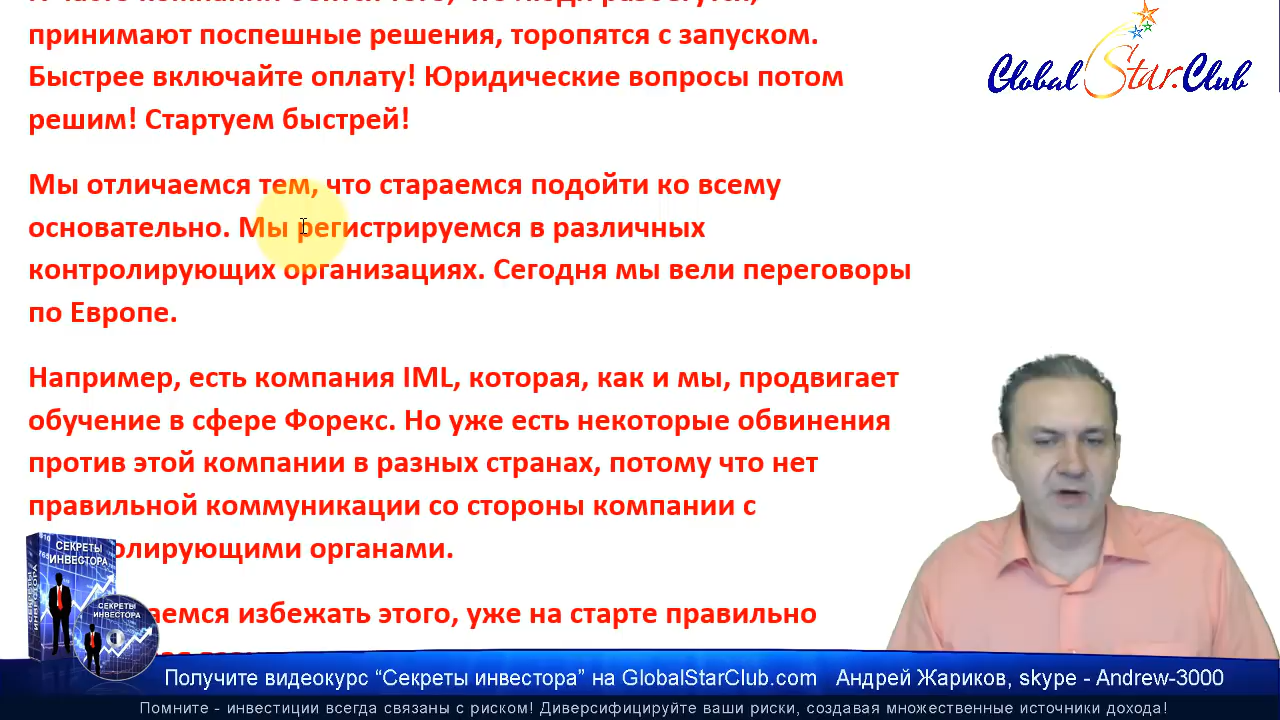 принимают поспешные решения, торопятся с запуском.
Быстрее включайте оплату! Юридические вопросы потом
решим! Стартуем быстрей!
Global Star.Club
Мы отличаемся тем, что стараемся подойти ко всему
основательно. Мы регистрируемся в различных
контролирующих организациях. Сегодня мы вели переговоры
по Европе.
Например, есть компания IML, которая, как и мы, продвигает
обучение в сфере Форекс. Но уже есть некоторые обвинения
против этой компании в разных странах, потому что нет
правильной коммуникации со стороны компании с
олирующими органами.
аемся избежать этого, уже на старте правильно
СЕКРЕТЫ
ИНВЕСТОРА
СЕКРЕТЫ
ИНВЕСТОРА
СЕКРЕТЫ
ИНВЕСТОРА
Получите видеокурс “Секреты инвестора” на GlobalStarClub.com Андрей Жариков, skype - Andrew-3000
Помните - инвестиции всегда связаны с риском! Диверсифицируйте ваши риски, создавая множественные источники дохода!